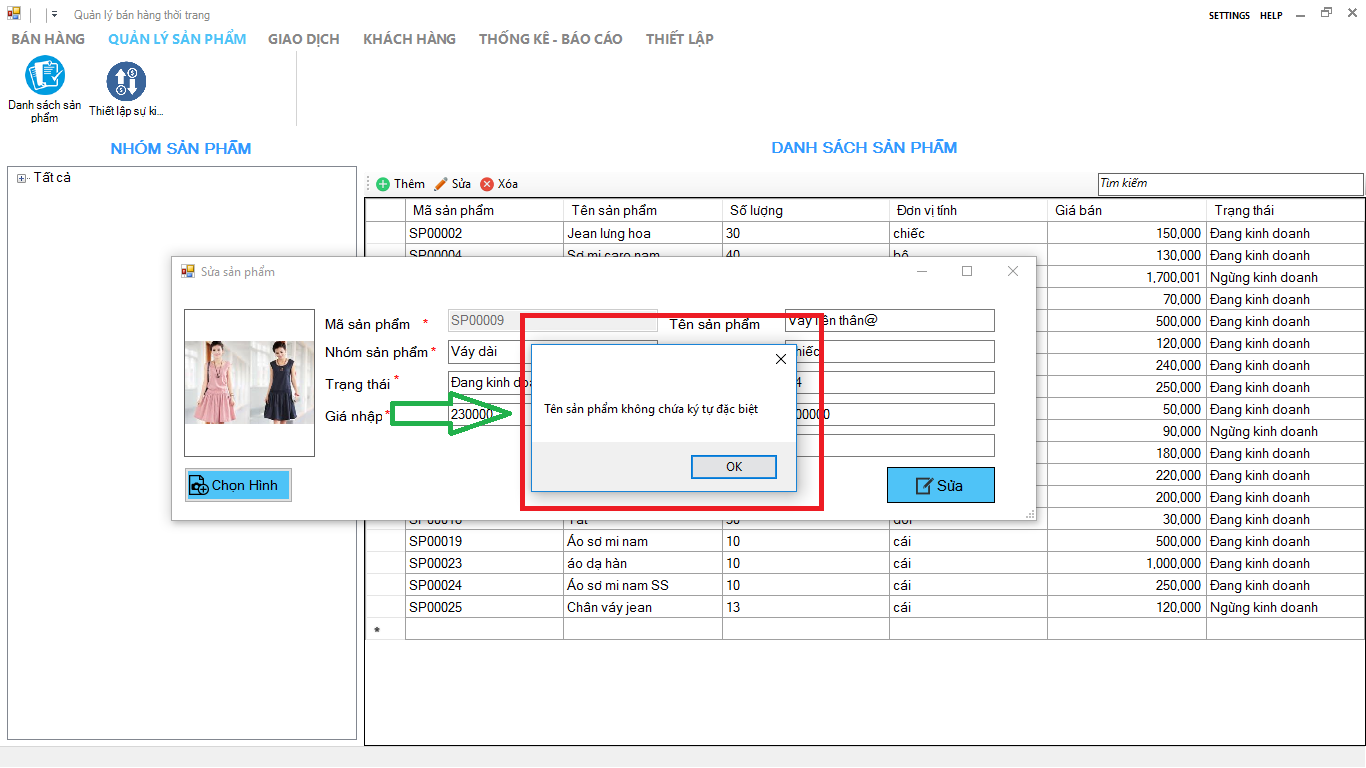 Quản lý bán hàng thời trang
SETTINGS HELP
BÁN HÀNG QUẢN LÝ SẢN PHẨM GIAO DỊCH KHÁCH HÀNG THỐNG KÊ - BÁO CÁO THIẾT LẬP
Danh sách sản phẩm
Thiết lập sự ki...
NHÓM SẢN PHẨM
Tất cả
DANH SÁCH SẢN PHẨM
Thêm Sửa Xóa
Tìm kiếm
Mã sản phẩm Tên sản phẩm Số lượng Đơn vị tính Giá bán Trạng thái
SP00002 Jean lưng hoa 30 chiếc 150,000 Đang kinh doanh
SP00004 Sơ mi caro nam 40 bộ 130,000 Đang kinh doanh
1,700,001 Ngừng kinh doanh
70,000 Đang kinh doanh
500,000 Đang kinh doanh
120,000 Đang kinh doanh
240,000 Đang kinh doanh
250,000 Đang kinh doanh
50,000 Đang kinh doanh
90,000 Ngừng kinh doanh
180,000 Đang kinh doanh
220,000 Đang kinh doanh
200,000 Đang kinh doanh
30,000 Đang kinh doanh
SP00019 Áo sơ mi nam 10 cái 500,000 Đang kinh doanh
SP00023 áo dạ hàn 10 cái 1,000,000 Đang kinh doanh
SP00024 Áo sơ mi nam SS 10 cái 250,000 Đang kinh doanh
SP00025 Chân váy jean 13 cái 120,000 Ngừng kinh doanh
*
Sửa sản phẩm
Mã sản phẩm * SP00009 Tên sản phẩm Váy liền thân@
Nhóm sản phẩm * Váy dài
Trạng thái * Đang kinh
Giá nhập * 230000
Chọn Hình
Sửa
Tên sản phẩm không chứa ký tự đặc biệt
OK